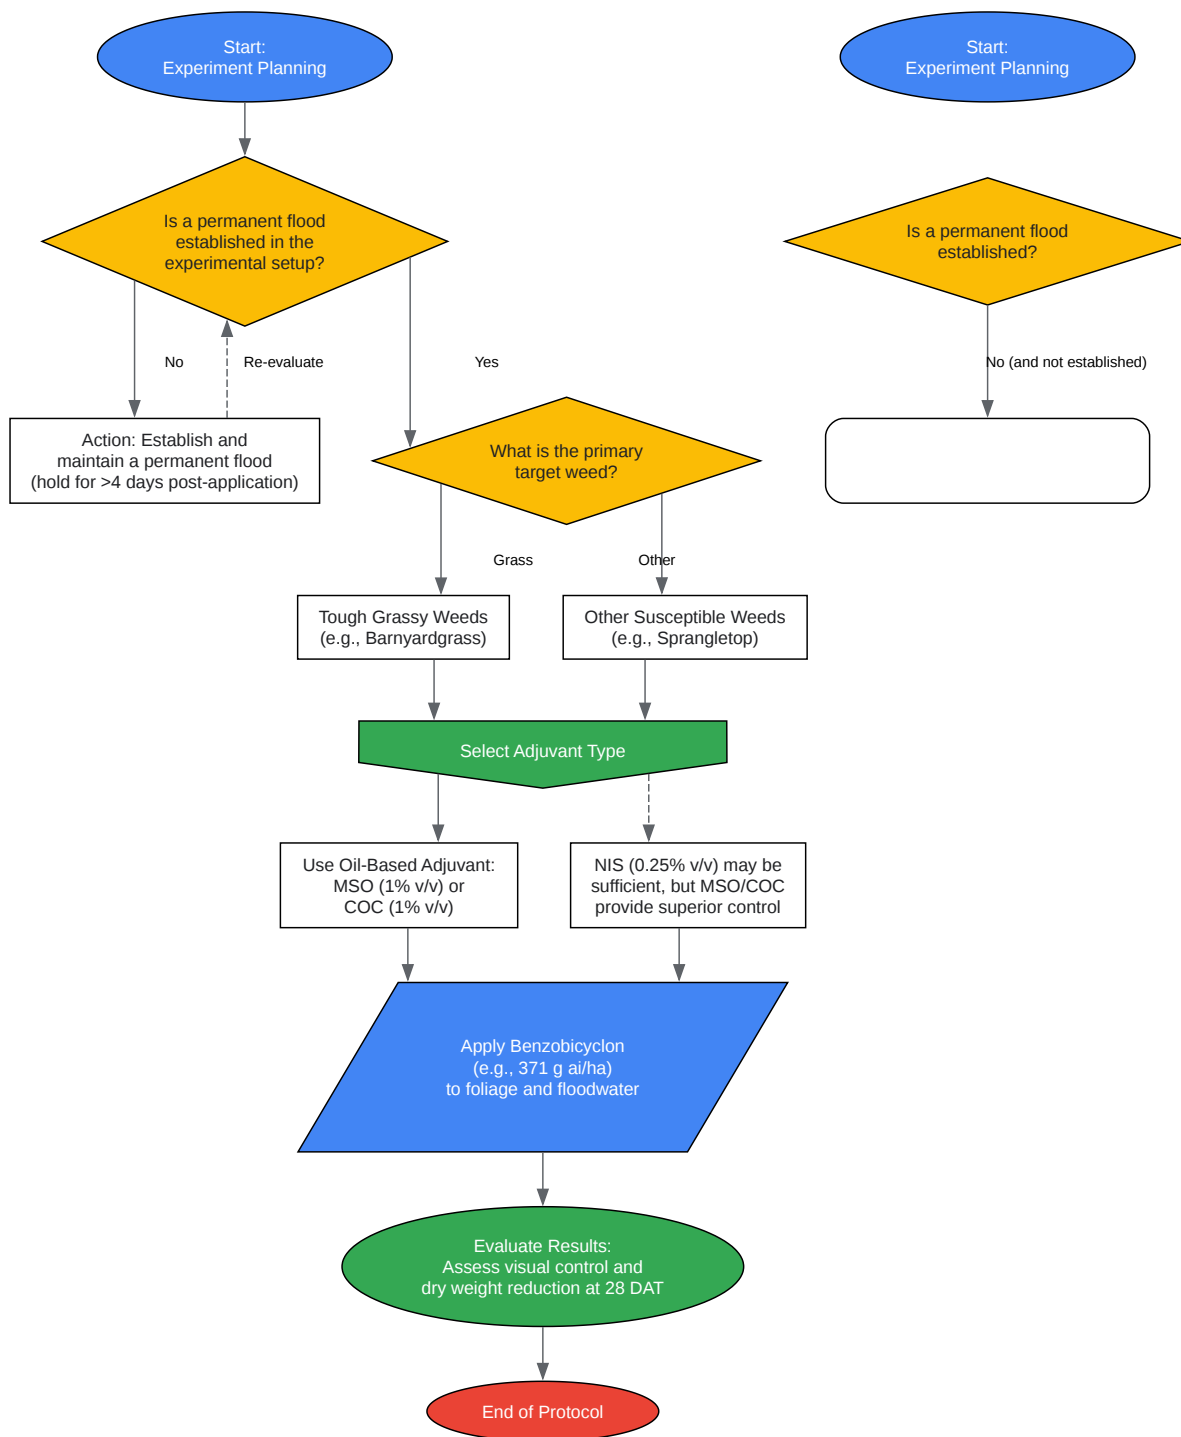 Start:
Experiment Planning
Start:
Experiment Planning
Is a permanent flood
established in the
experimental setup?
Is a permanent flood
established?
No
Re-evaluate
Yes
No (and not established)
Action: Establish and
maintain a permanent flood
(hold for >4 days post-application)
What is the primary
target weed?
Grass
Other
Tough Grassy Weeds
(e.g., Barnyardgrass)
Other Susceptible Weeds
(e.g., Sprangletop)
Select Adjuvant Type
Use Oil-Based Adjuvant:
MSO (1% v/v) or
COC (1% v/v)
NIS (0.25% v/v) may be
sufficient, but MSO/COC
provide superior control
Apply Benzobicyclon
(e.g., 371 g ai/ha)
to foliage and floodwater
Evaluate Results:
Assess visual control and
dry weight reduction at 28 DAT
End of Protocol